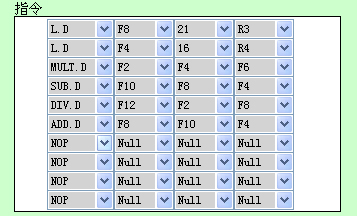 指令
L.D F8 21 R3
L.D F4 16 R4
MULT.D F2 F4 F6
SUB.D F10 F8 F4
DIV.D F12 F2 F8
ADD.D F8 F10 F4
NOP Null Null Null
NOP Null Null Null
NOP Null Null Null
NOP Null Null Null